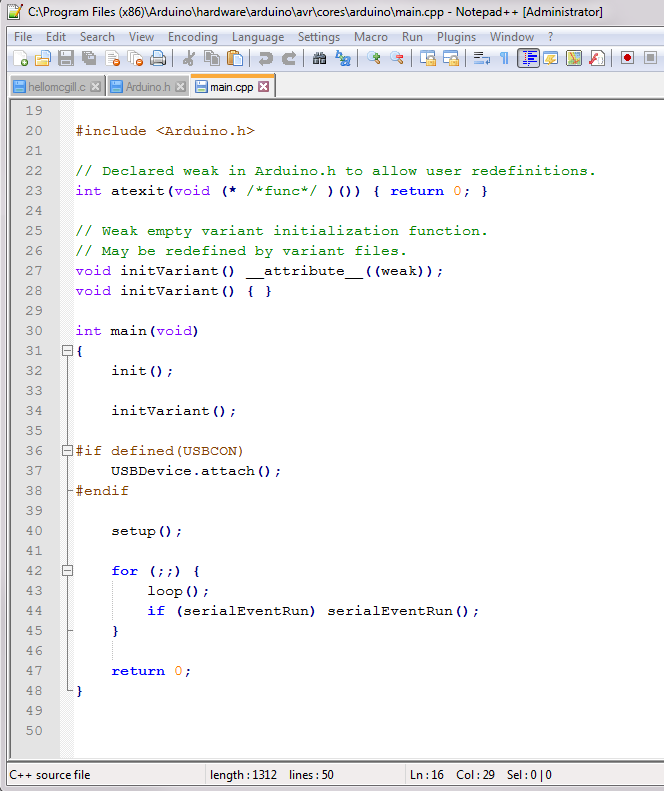 C:\Program Files (x86)\Arduino\hardware\arduino\avr\cores\arduino\main.cpp - Notepad++ [Administrator]
File Edit Search View Encoding Language Settings Macro Run Plugins Window ?
hellomcgill.c Arduino.h main.cpp
19
20 #include <Arduino.h>
21
22 // Declared weak in Arduino.h to allow user redefinitions.
23 int atexit(void (* /*func*/ )()) { return 0; }
24
25 // Weak empty variant initialization function.
26 // May be redefined by variant files.
27 void initVariant() __attribute__((weak));
28 void initVariant() { }
29
30 int main(void)
31 {
32 init();
33
34 initVariant();
35
36 #if defined(USBCON)
37 USBDevice.attach();
38 #endif
39
40 setup();
41
42 for (;;) {
43 loop();
44 if (serialEventRun) serialEventRun();
45 }
46
47 return 0;
48 }
49
50
C++ source file length : 1312 lines : 50 Ln : 16 Col : 29 Sel : 0 | 0